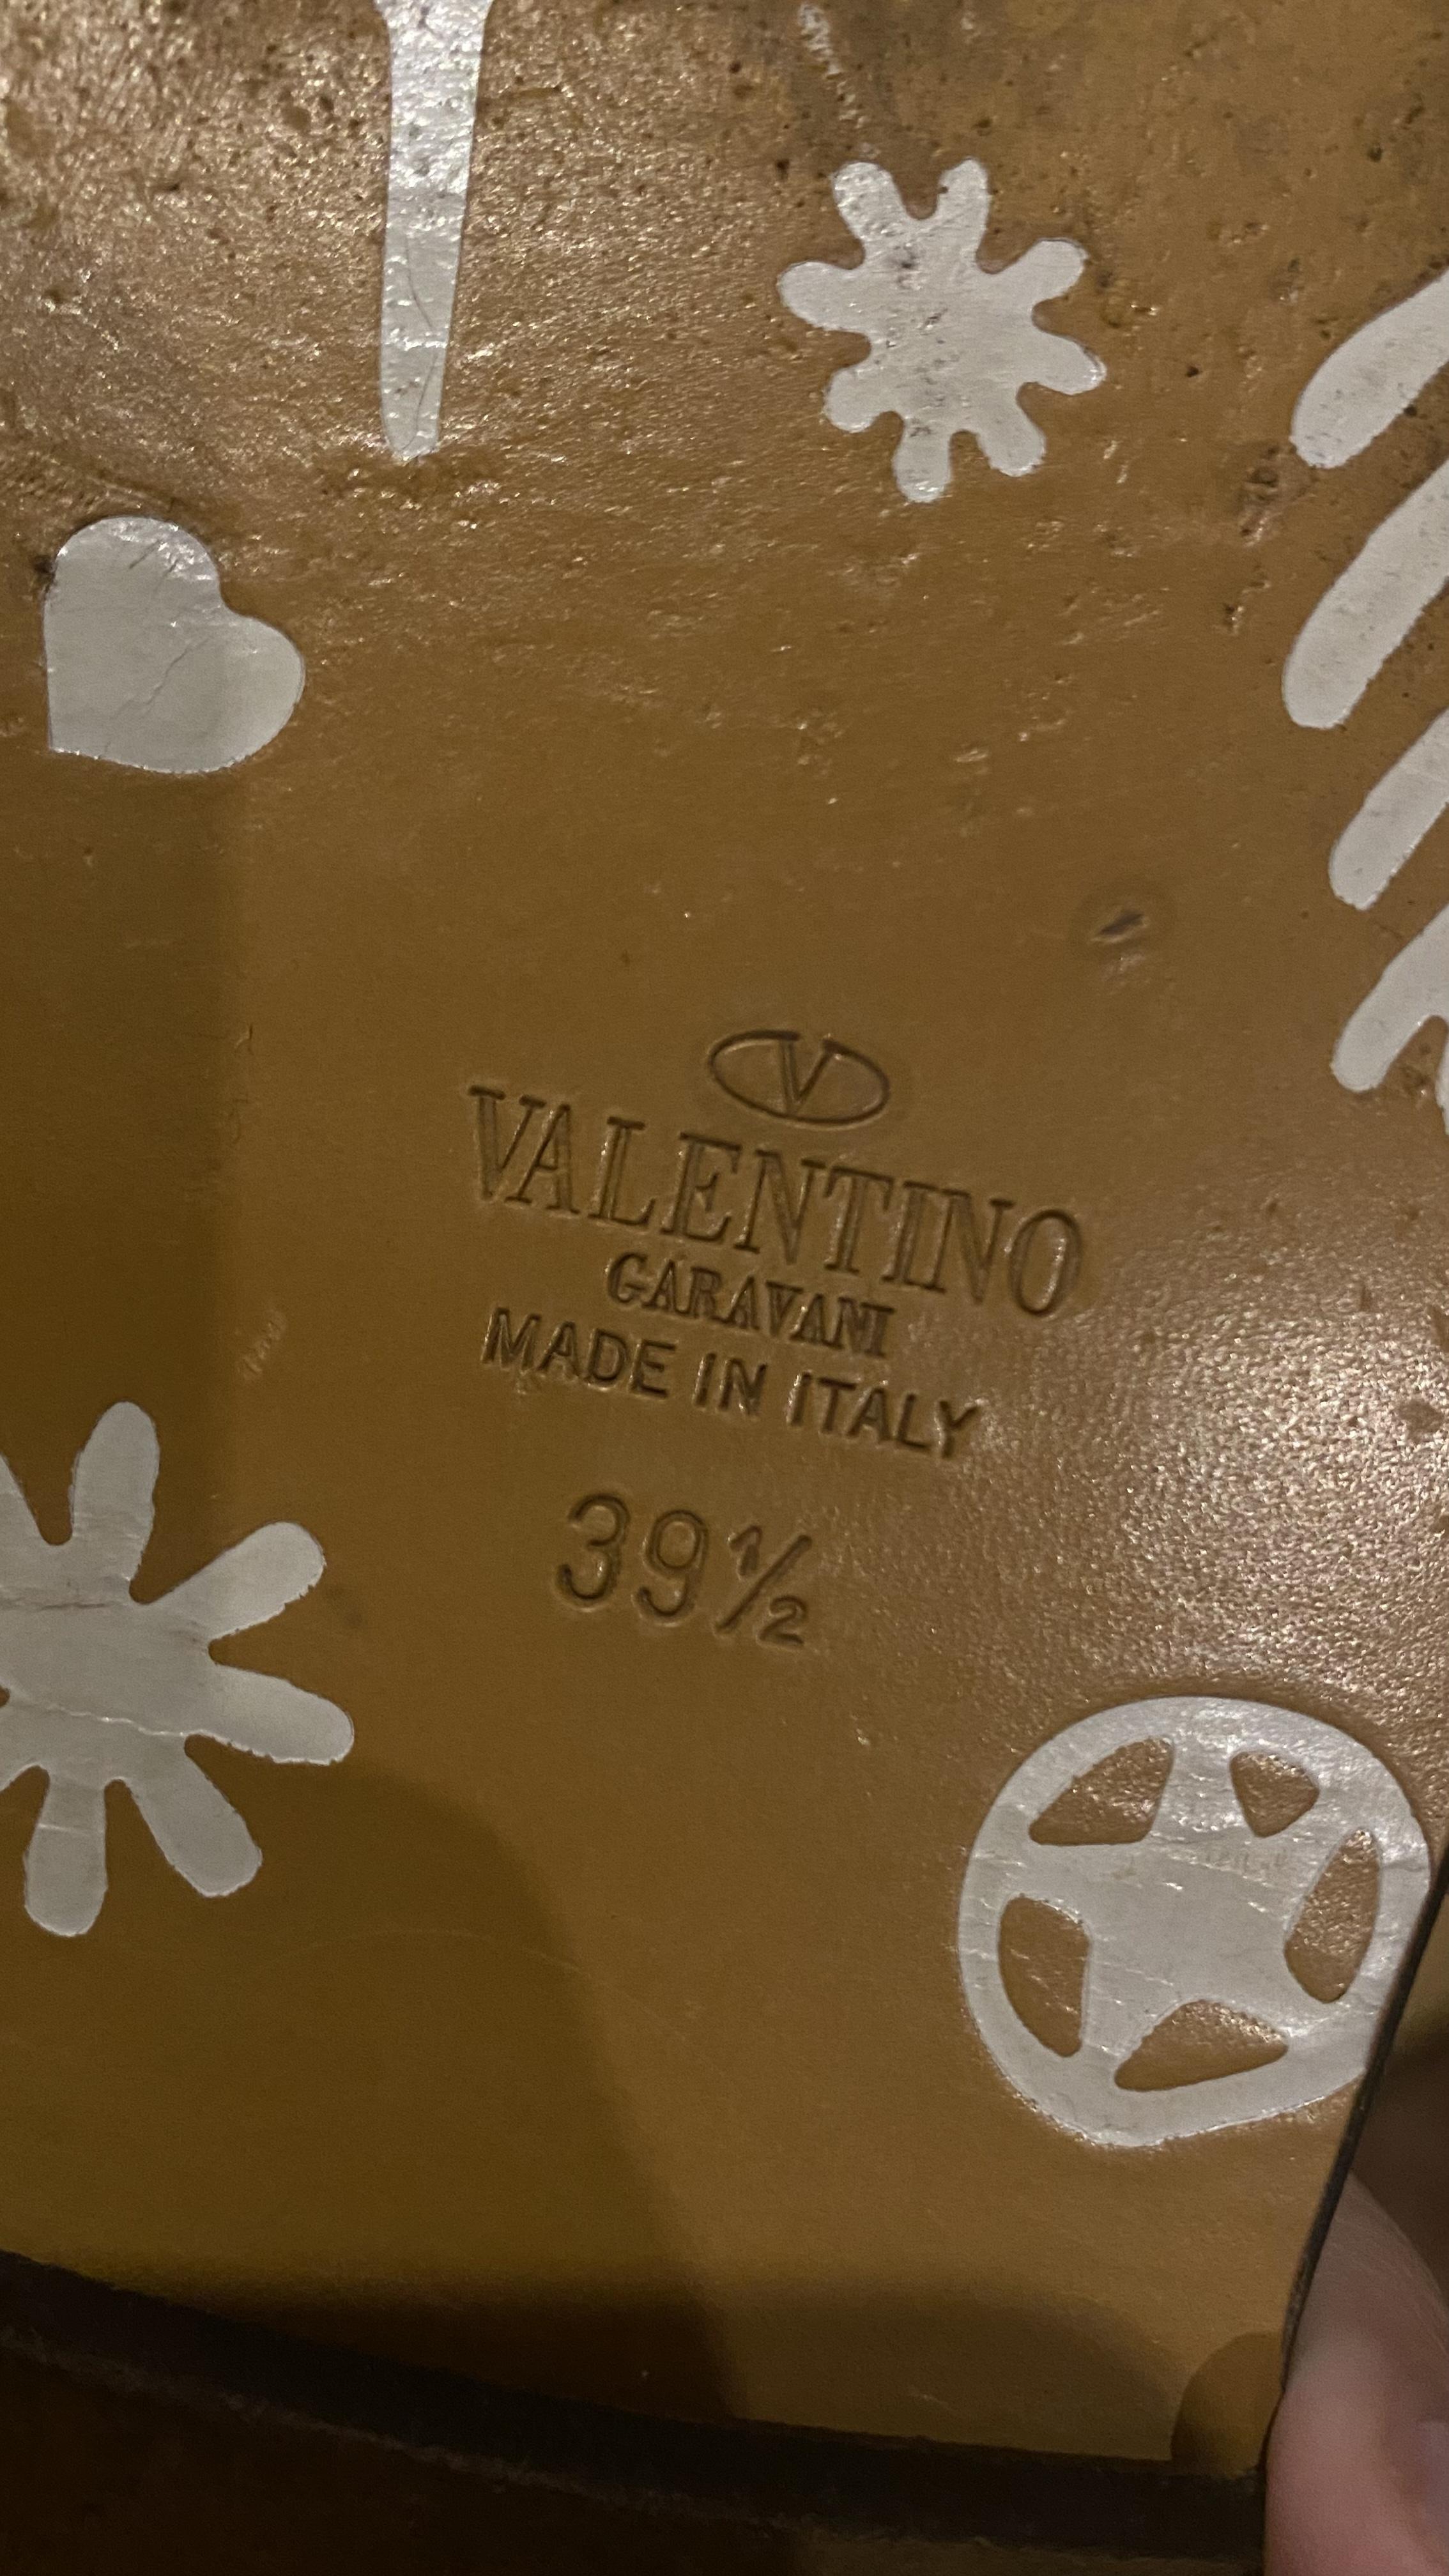 V
VALENTINO
GARAVANI
MADE IN ITALY
39½